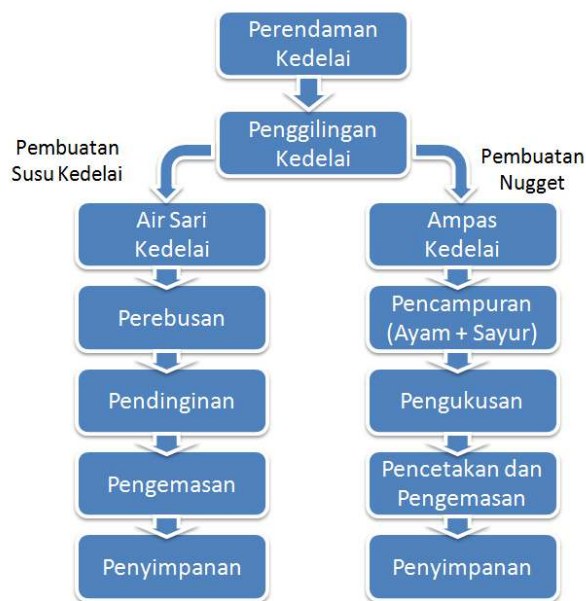 Perendaman
Kedelai
Penggilingan
Kedelai
Pembuatan
Susu Kedelai
Pembuatan
Nugget
Air Sari
Kedelai
Perebusan
Pendinginan
Pengemasan
Penyimpanan
Ampas
Kedelai
Pencampuran
(Ayam + Sayur)
Pengukusan
Pencetakan dan
Pengemasan
Penyimpanan